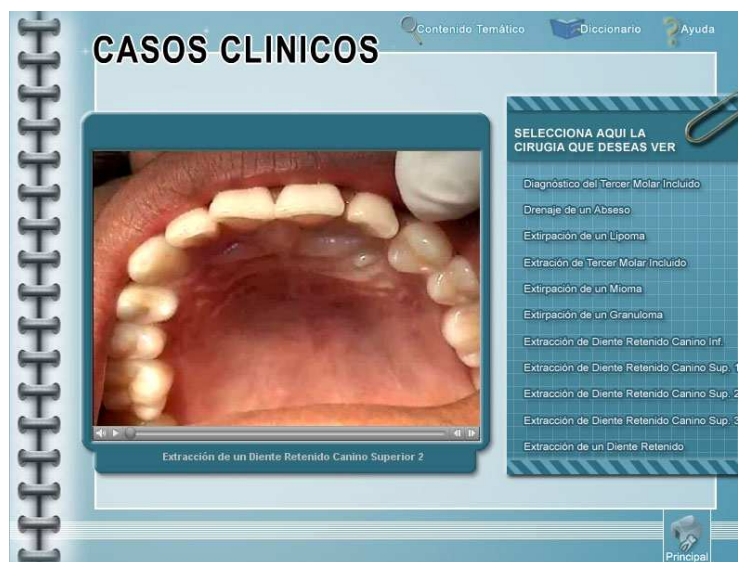 CASOS CLINICOS
Contenido Temático
Diccionario
Ayuda
SELECCIONA AQUI LA
CIRUGIA QUE DESEAS VER
Diagnóstico del Tercer Molar Incluido
Drenaje de un Abseso
Extirpación de un Lipoma
Extración de Tercer Molar Incluido
Extirpación de un Mioma
Extirpación de un Granuloma
Extracción de Diente Retenido Canino Inf.
Extracción de Diente Retenido Canino Sup. 1
Extracción de Diente Retenido Canino Sup. 2
Extracción de Diente Retenido Canino Sup. 3
Extracción de un Diente Retenido
Extracción de un Diente Retenido Canino Superior 2
Principal